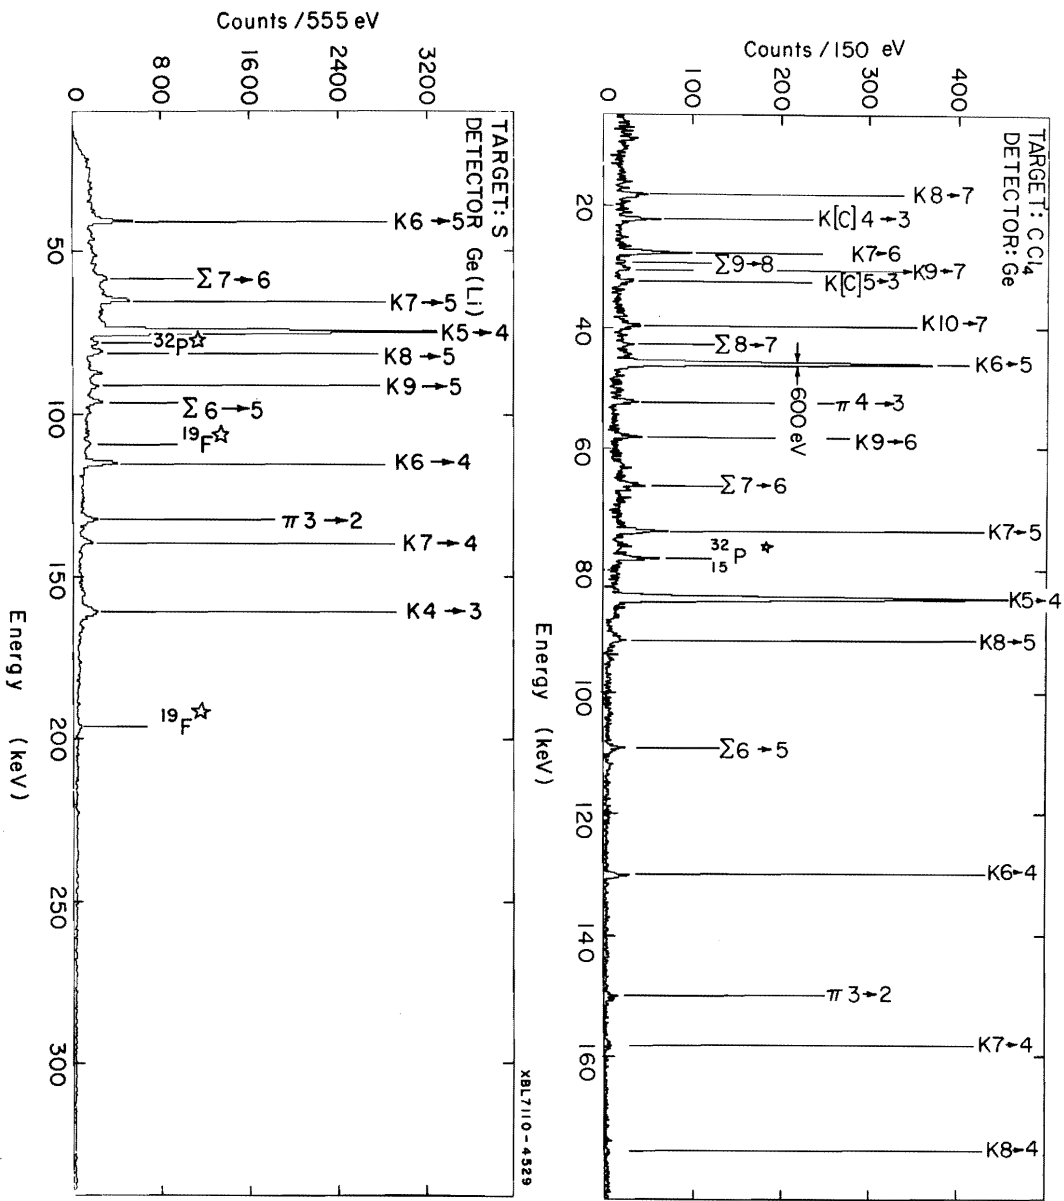 Counts / 150 eV
0
100
200
300
400
TARGET: C Cl4
DETECTOR: Ge
K8→7
K[C]4→3
K7→6
Σ9→8
K9→7
K[C]5→3
K10→7
Σ8→7
K6→5
600 eV
π4→3
K9→6
Σ7→6
K7→5
32 15 P ☆
K5→4
K8→5
Σ6→5
K6→4
π3→2
K7→4
K8→4
20
40
60
80
100
120
140
160
Energy (keV)
Counts / 555 eV
0
800
1600
2400
3200
TARGET: S
DETECTOR Ge(Li)
K6→5
Σ7→6
K7→5
K5→4
32P☆
K8→5
K9→5
Σ6→5
19F☆
K6→4
π3→2
K7→4
K4→3
19F☆
50
100
150
200
250
300
Energy (keV)
XBL7110-4529